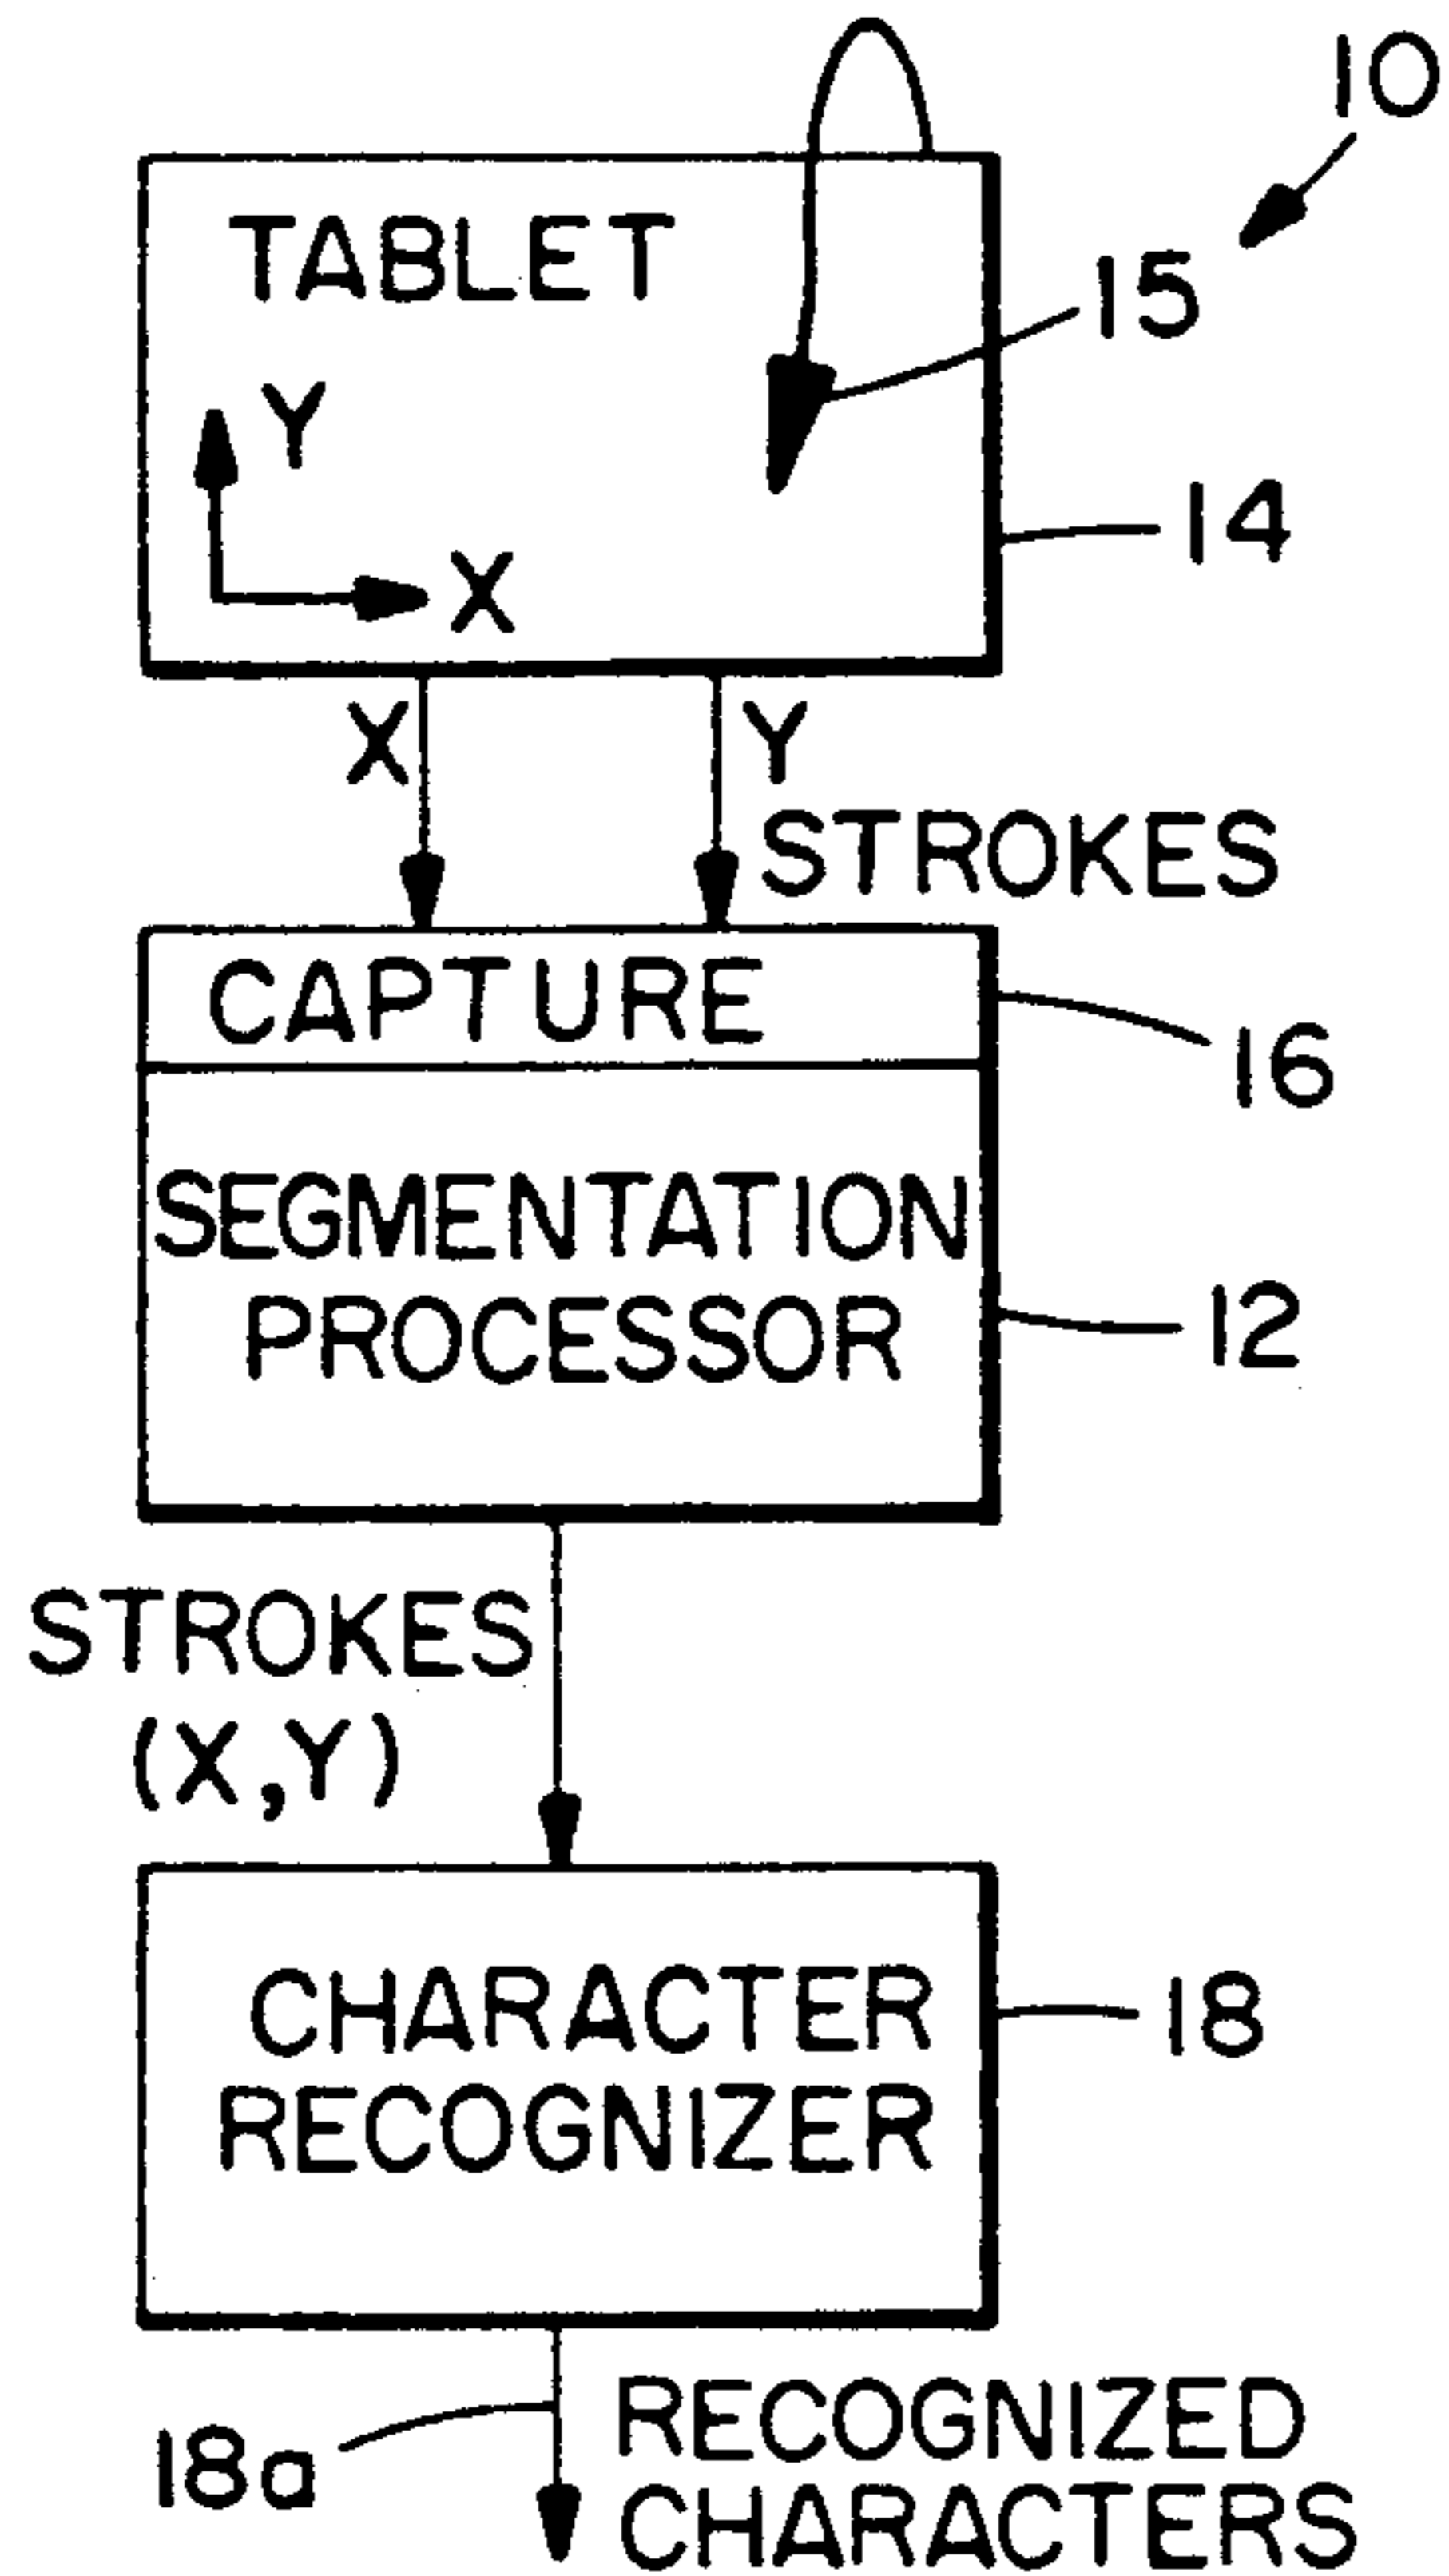 10
TABLET
15
Y
14
X
X
Y
STROKES
CAPTURE
16
SEGMENTATION
PROCESSOR
12
STROKES
(X,Y)
CHARACTER
RECOGNIZER
18
18a
RECOGNIZED
CHARACTERS